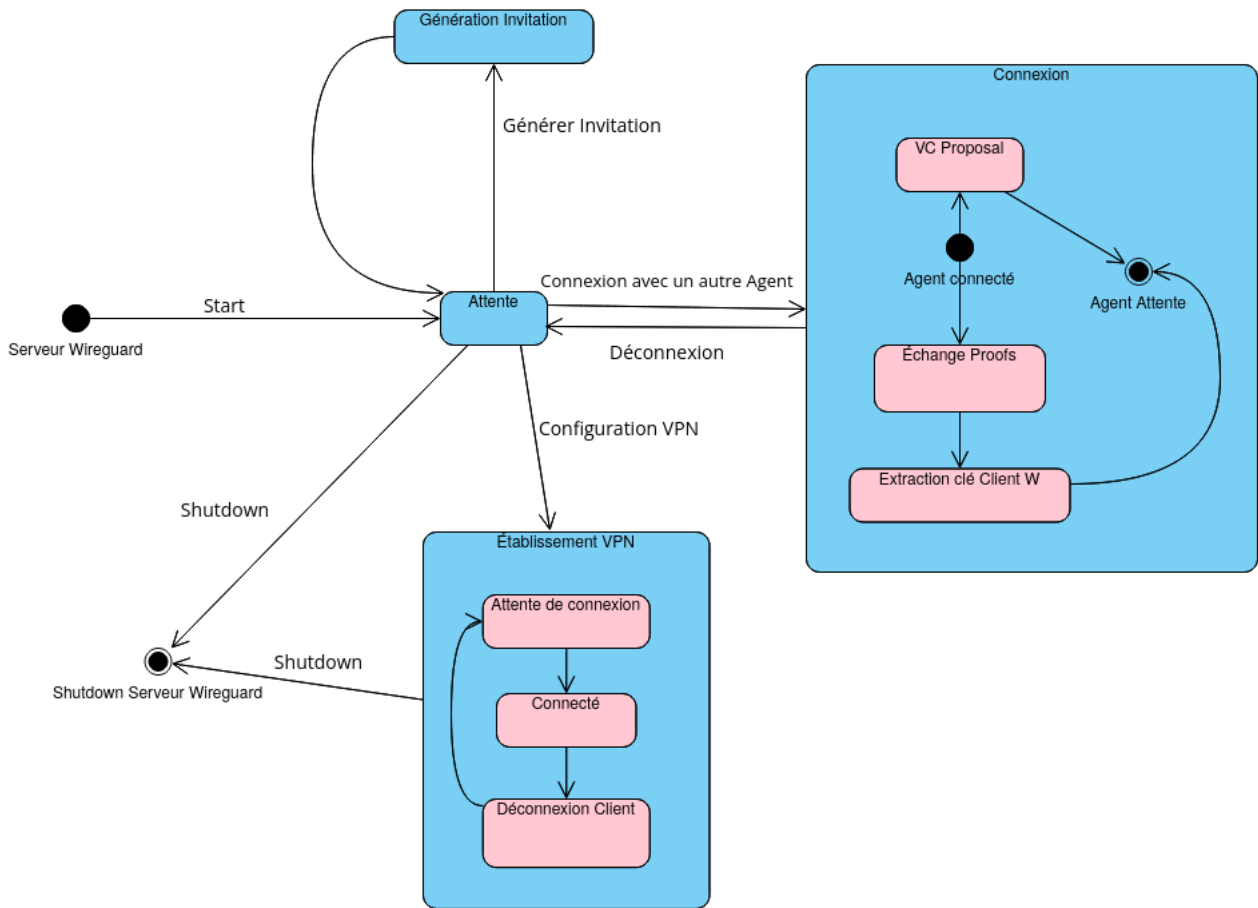 Génération Invitation
Connexion
Générer Invitation
VC Proposal
Agent connecté
Connexion avec un autre Agent
Attente
Agent Attente
Start
Serveur Wireguard
Déconnexion
Échange Proofs
Configuration VPN
Extraction clé Client W
Shutdown
Établissement VPN
Attente de connexion
Shutdown
Shutdown Serveur Wireguard
Connecté
Déconnexion Client